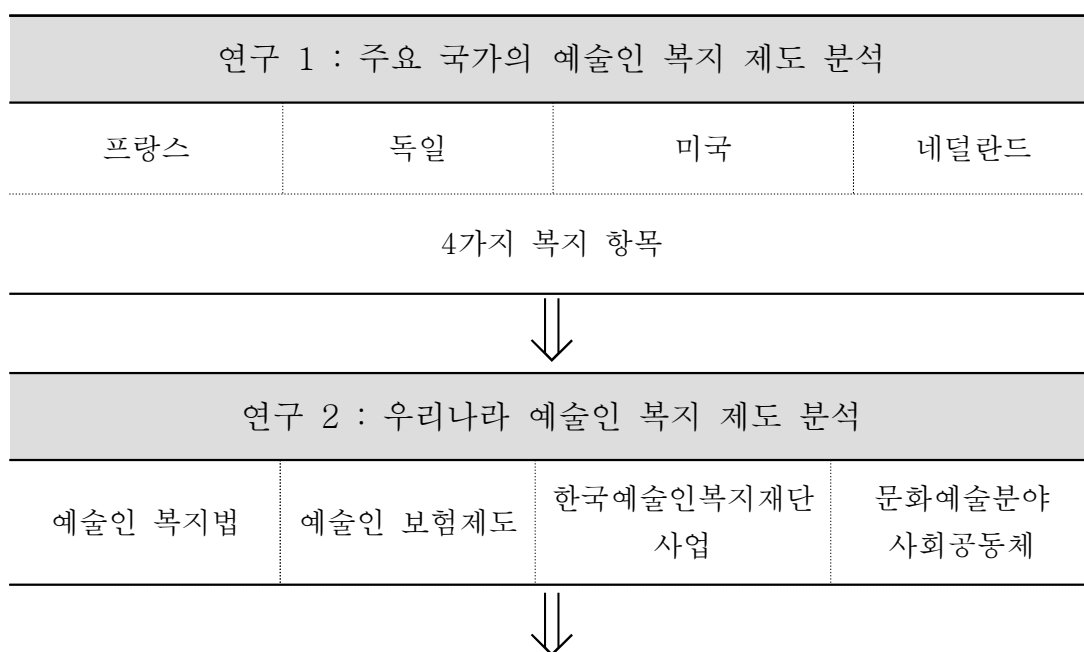 연구 1 : 주요 국가의 예술인 복지 제도 분석
프랑스 독일 미국 네덜란드
4가지 복지 항목
연구 2 : 우리나라 예술인 복지 제도 분석
예술인 복지법 예술인 보험제도 한국예술인복지재단 사업 문화예술분야 사회공동체